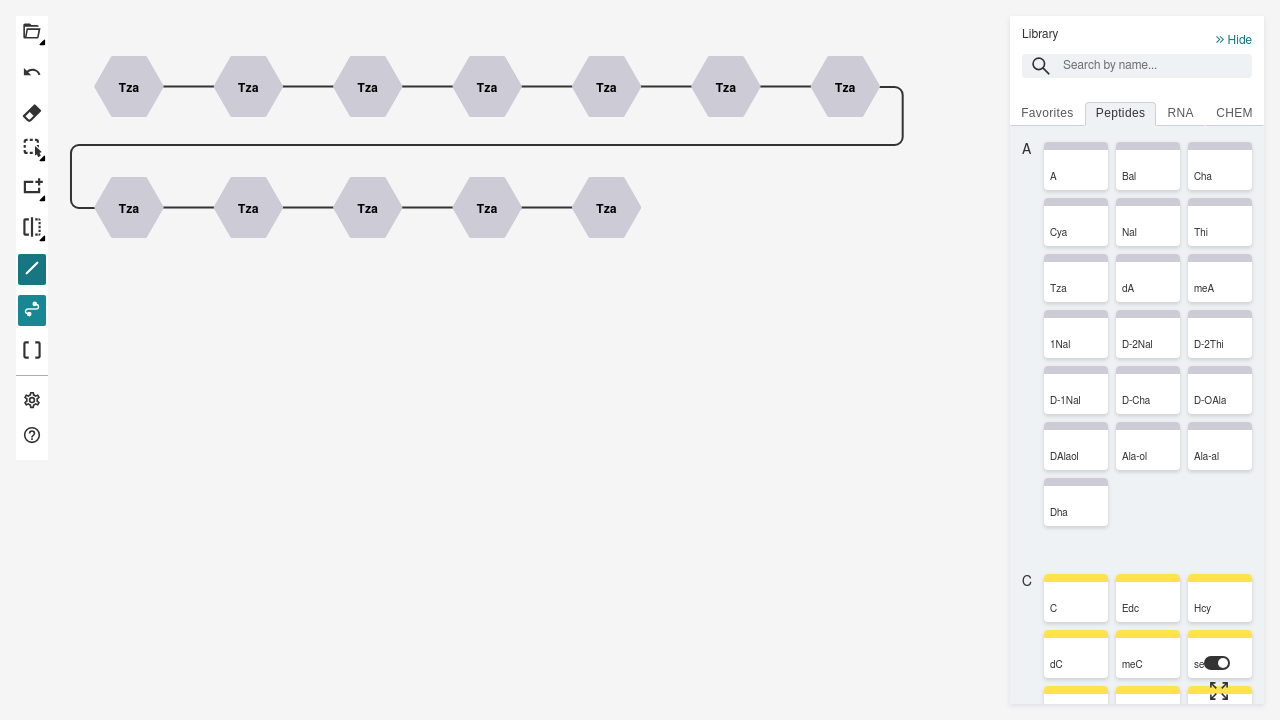 Tza Tza Tza Tza Tza Tza Tza
Tza Tza Tza Tza Tza
Library
Hide
Search by name...
Favorites Peptides RNA CHEM
A
A Bal Cha
Cya Nal Thi
Tza dA meA
1Nal D-2Nal D-2Thi
D-1Nal D-Cha D-OAla
DAlaol Ala-ol Ala-al
Dha
C
C Edc Hcy
dC meC